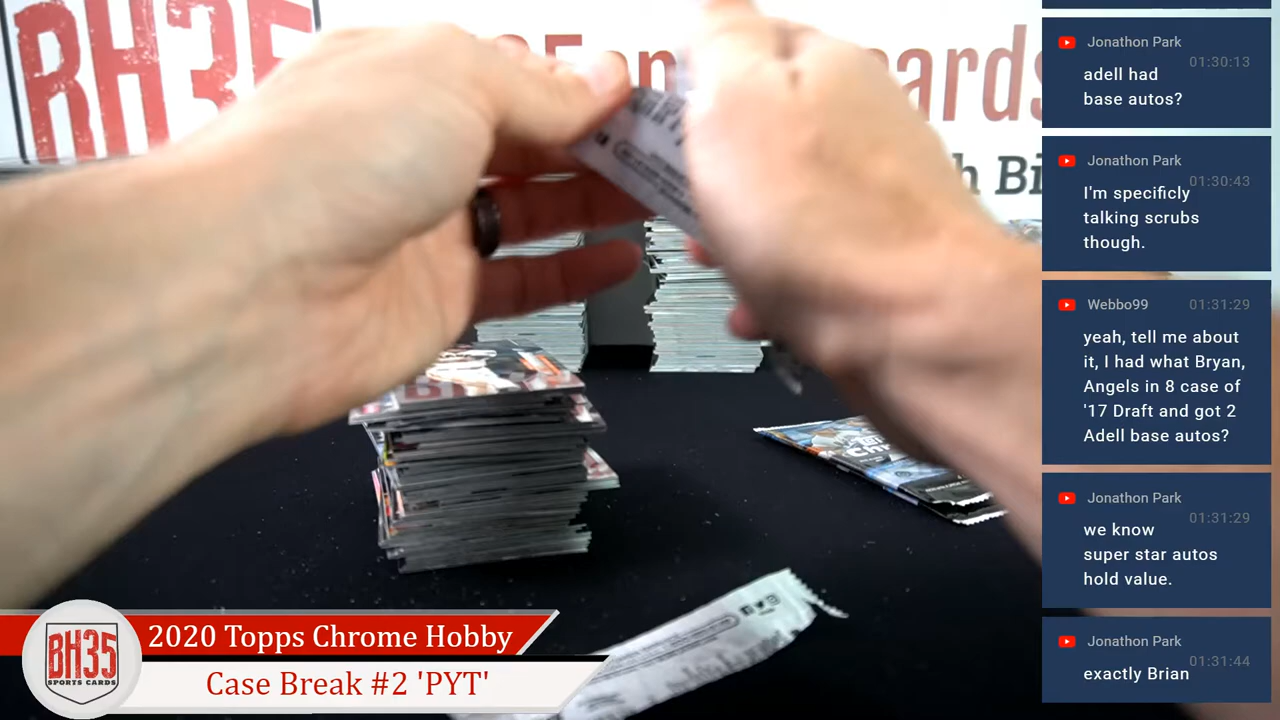 BH35
ards
h Bi
2020 Topps Chrome Hobby
Case Break #2 'PYT'
BH35
SPORTS CARDS
Jonathon Park
01:30:13
adell had
base autos?
Jonathon Park
01:30:43
I'm specificly
talking scrubs
though.
Webbo99 01:31:29
yeah, tell me about
it, I had what Bryan,
Angels in 8 case of
'17 Draft and got 2
Adell base autos?
Jonathon Park
01:31:29
we know
super star autos
hold value.
Jonathon Park
01:31:44
exactly Brian